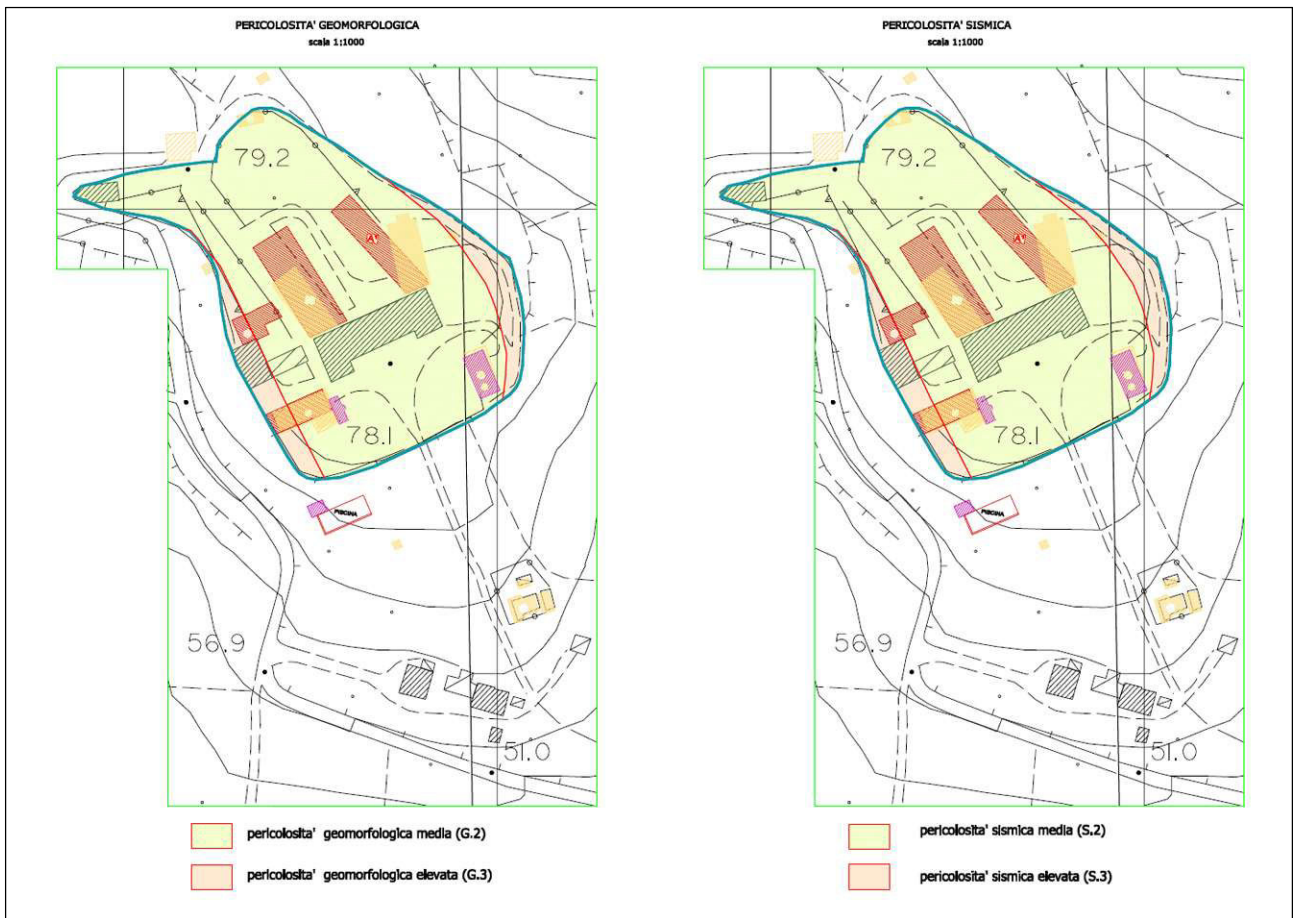 PERICOLOSITA' GEOMORFOLOGICA
scala 1:1000
79.2
78.1
PISCINA
56.9
51.0
pericolosita' geomorfologica media (G.2)
pericolosita' geomorfologica elevata (G.3)
PERICOLOSITA' SISMICA
scala 1:1000
79.2
78.1
PISCINA
56.9
51.0
pericolosita' sismica media (S.2)
pericolosita' sismica elevata (S.3)